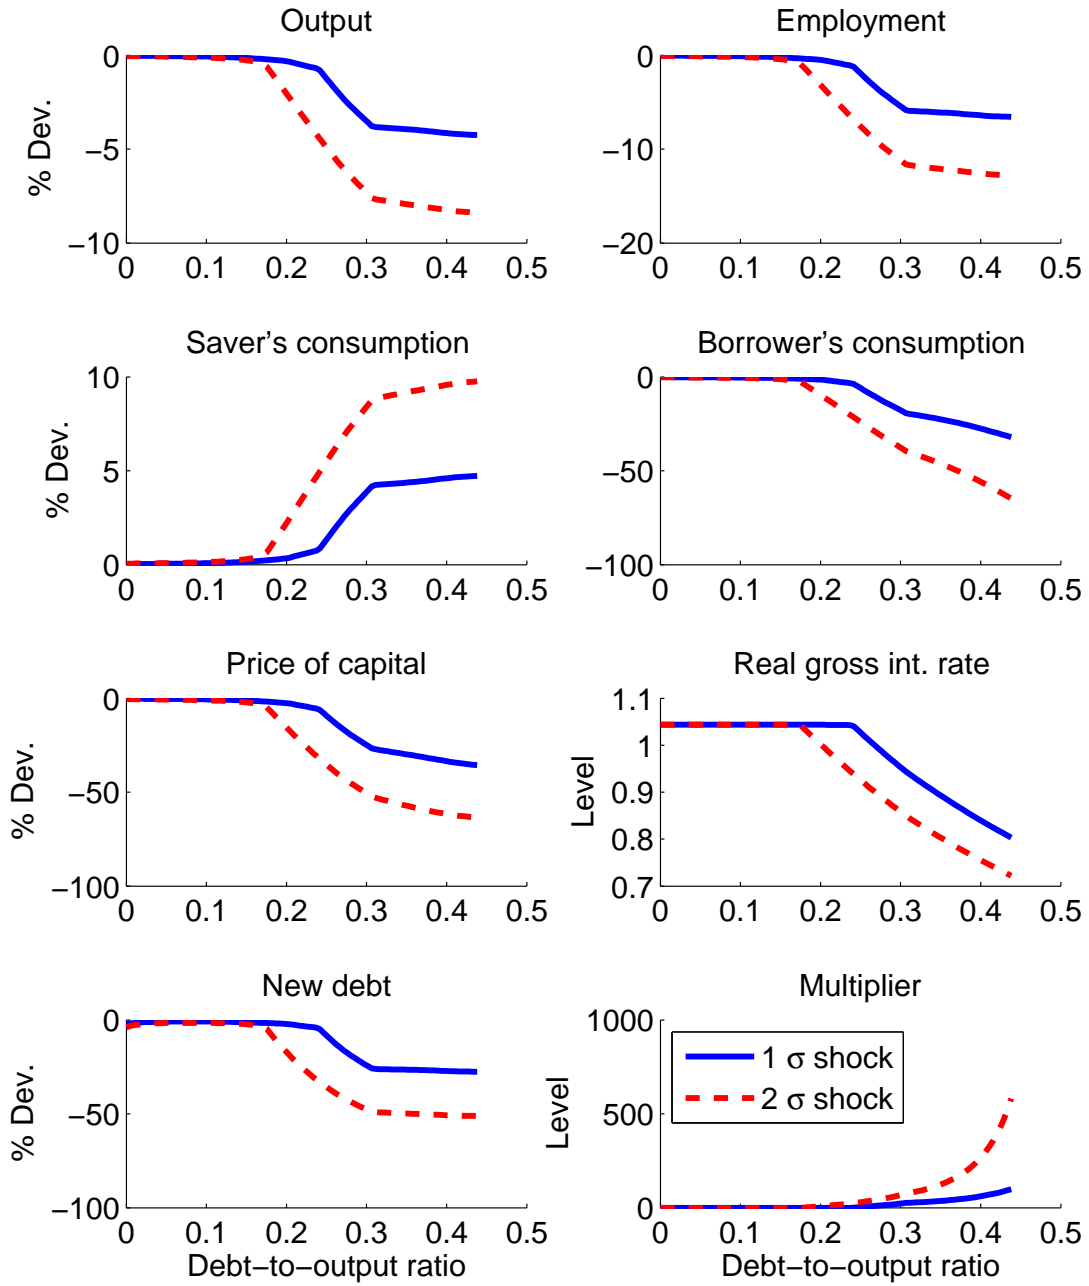 Output
Employment
% Dev.
0
−5
−10
0 0.1 0.2 0.3 0.4 0.5
0
−10
−20
0 0.1 0.2 0.3 0.4 0.5
Saver's consumption
Borrower's consumption
% Dev.
10
5
0
0 0.1 0.2 0.3 0.4 0.5
0
−50
−100
0 0.1 0.2 0.3 0.4 0.5
Price of capital
Real gross int. rate
% Dev.
0
−50
−100
0 0.1 0.2 0.3 0.4 0.5
Level
1.1
1
0.9
0.8
0.7
0 0.1 0.2 0.3 0.4 0.5
New debt
Multiplier
% Dev.
0
−50
−100
0 0.1 0.2 0.3 0.4 0.5
Debt−to−output ratio
Level
1000
500
0
1 σ shock
2 σ shock
0 0.1 0.2 0.3 0.4 0.5
Debt−to−output ratio